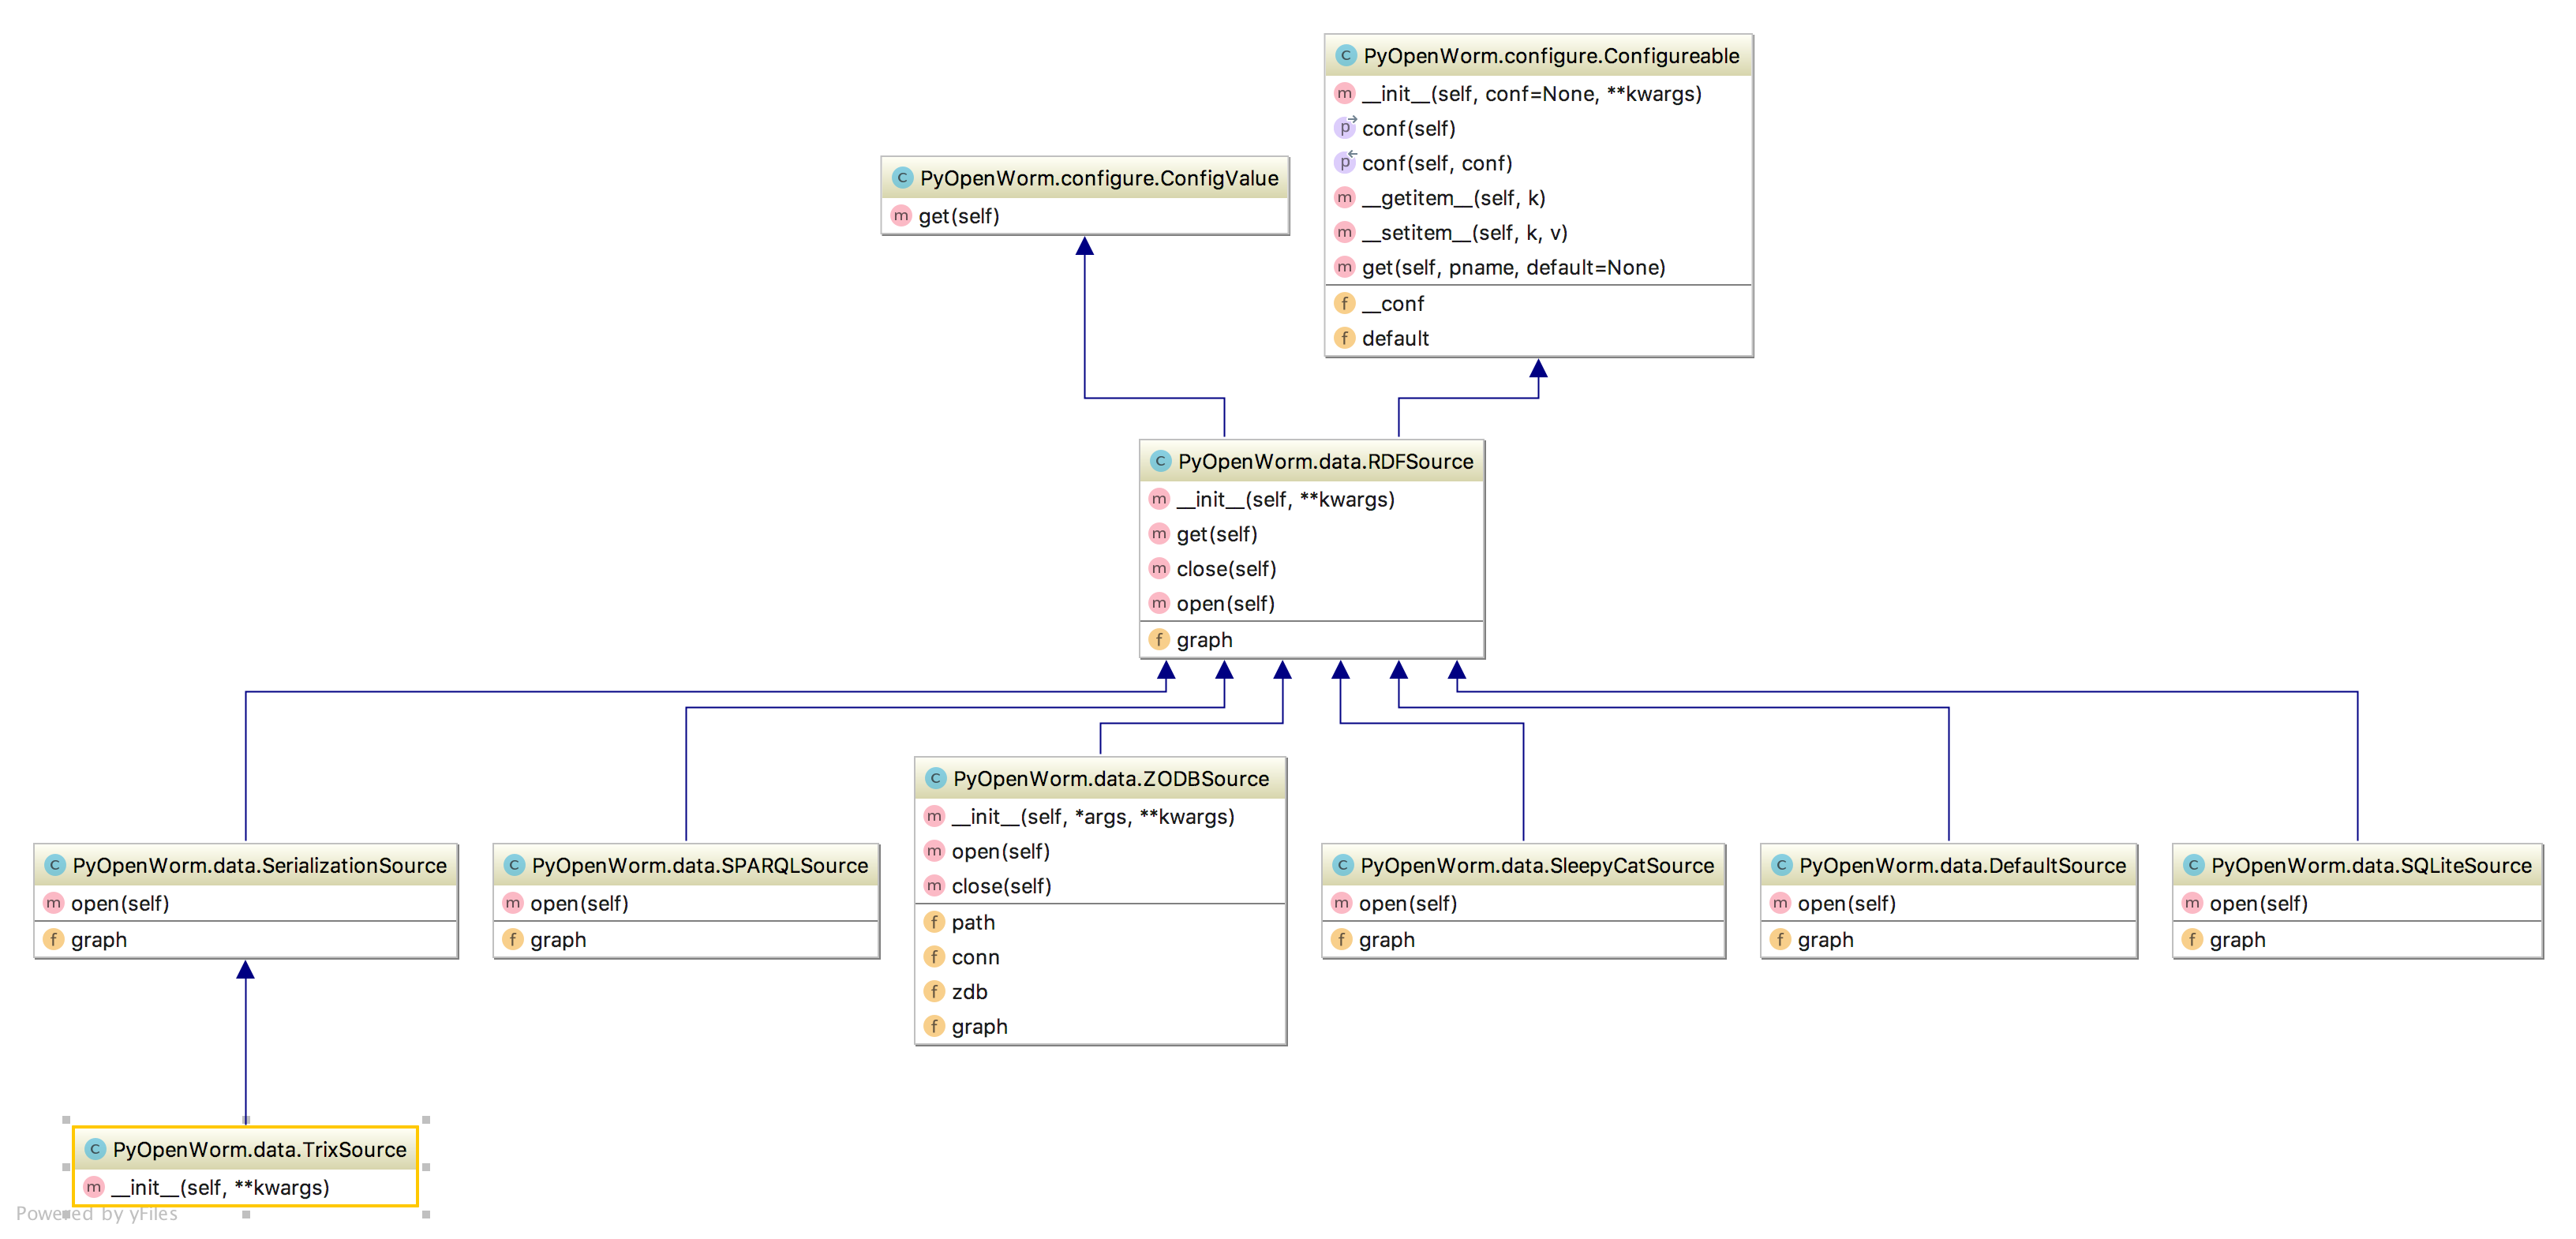 PyOpenWorm.configure.Configureable
__init__(self, conf=None, **kwargs)
conf(self)
conf(self, conf)
__getitem__(self, k)
__setitem__(self, k, v)
get(self, pname, default=None)
__conf
default
PyOpenWorm.configure.ConfigValue
get(self)
PyOpenWorm.data.RDFSource
__init__(self, **kwargs)
get(self)
close(self)
open(self)
graph
PyOpenWorm.data.SerializationSource
open(self)
graph
PyOpenWorm.data.SPARQLSource
open(self)
graph
PyOpenWorm.data.ZODBSource
__init__(self, *args, **kwargs)
open(self)
close(self)
path
conn
zdb
graph
PyOpenWorm.data.SleepyCatSource
open(self)
graph
PyOpenWorm.data.DefaultSource
open(self)
graph
PyOpenWorm.data.SQLiteSource
open(self)
graph
PyOpenWorm.data.TrixSource
__init__(self, **kwargs)
Powered by yFiles